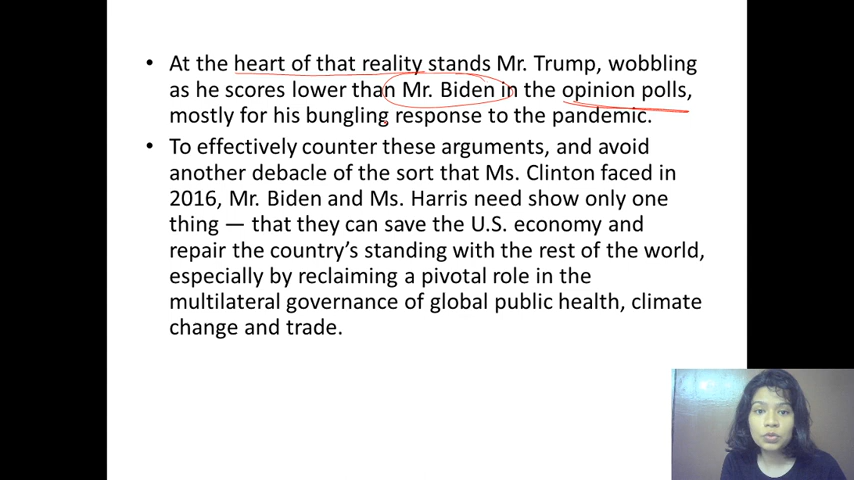 • At the heart of that reality stands Mr. Trump, wobbling
as he scores lower than Mr. Biden in the opinion polls,
mostly for his bungling response to the pandemic.
• To effectively counter these arguments, and avoid
another debacle of the sort that Ms. Clinton faced in
2016, Mr. Biden and Ms. Harris need show only one
thing — that they can save the U.S. economy and
repair the country’s standing with the rest of the world,
especially by reclaiming a pivotal role in the
multilateral governance of global public health, climate
change and trade.